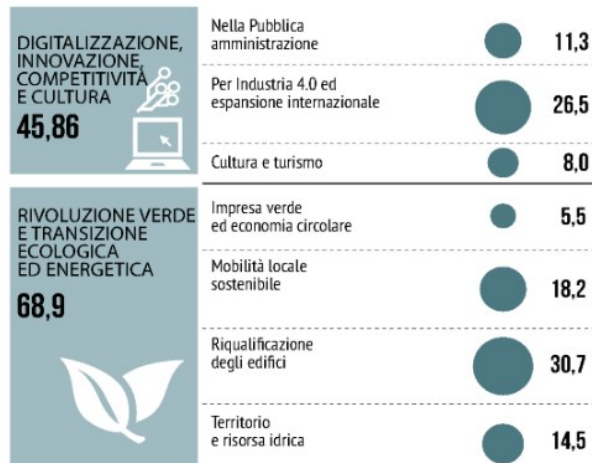 DIGITALIZZAZIONE,
INNOVAZIONE,
COMPETITIVITÀ
E CULTURA
45,86
Nella Pubblica
amministrazione
11,3
Per Industria 4.0 ed
espansione internazionale
26,5
Cultura e turismo
8,0
RIVOLUZIONE VERDE
E TRANSIZIONE
ECOLOGICA
ED ENERGETICA
68,9
Impresa verde
ed economia circolare
5,5
Mobilità locale
sostenibile
18,2
Riqualificazione
degli edifici
30,7
Territorio
e risorsa idrica
14,5